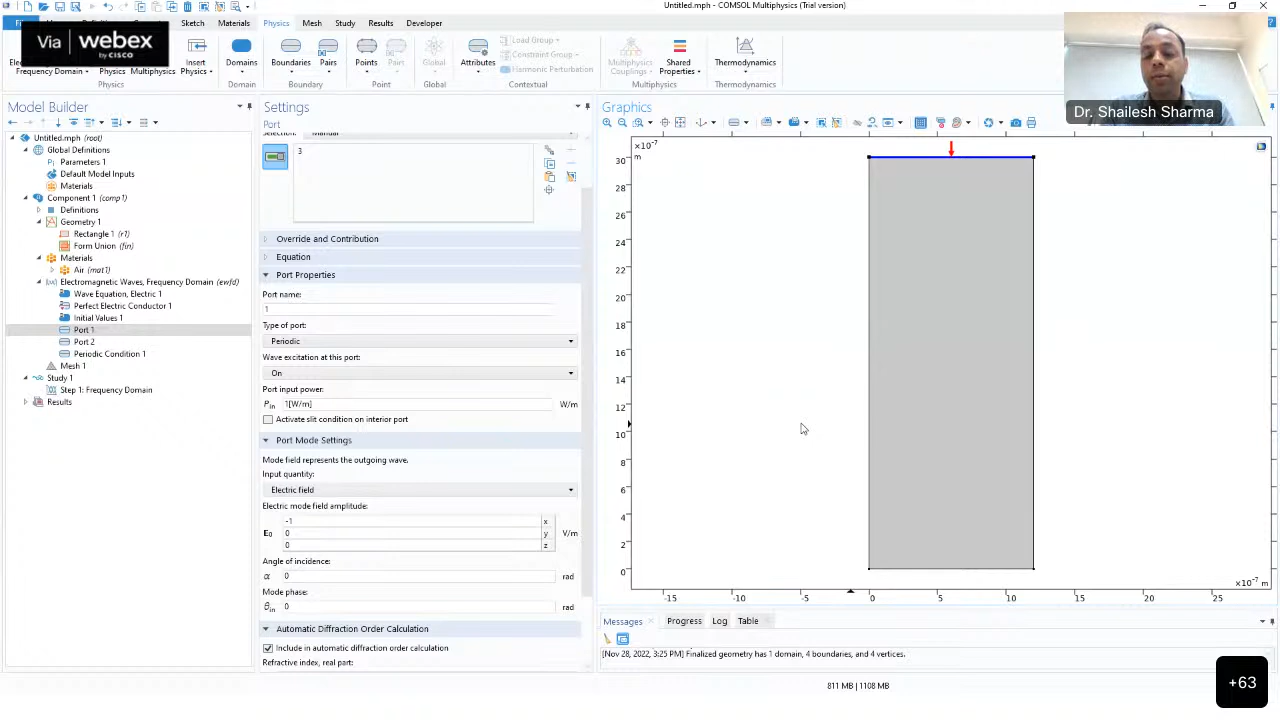 Untitled.mph - COMSOL Multiphysics (Trial version)
Sketch
Materials
Physics
Mesh
Study
Results
Developer
Via webex
by CISCO
Frequency Domain
Physics
Multiphysics
Insert
Physics
Domains
Boundaries
Pairs
Points
Pairs
Global
Attributes
Load Group
Constraint Group
Harmonic Perturbation
Multiphysics
Couplings
Shared
Properties
Thermodynamics
Physics
Domain
Boundary
Points
Global
Contextual
Multiphysics
Thermodynamics
Dr. Shailesh Sharma
Model Builder
Untitled.mph (root)
Global Definitions
Parameters 1
Default Model Inputs
Materials
Component 1 (comp1)
Definitions
Geometry 1
Rectangle 1 (r1)
Form Union (fin)
Materials
Air (mat1)
Electromagnetic Waves, Frequency Domain (ewfd)
Wave Equation, Electric 1
Perfect Electric Conductor 1
Initial Values 1
Port 1
Port 2
Periodic Condition 1
Mesh 1
Study 1
Step 1: Frequency Domain
Results
Settings
Port
Selection: Manual
3
Override and Contribution
Equation
Port Properties
Port name:
1
Type of port:
Periodic
Wave excitation at this port:
On
Port input power:
Pin 1[W/m] W/m
Activate slit condition on interior port
Port Mode Settings
Mode field represents the outgoing wave.
Input quantity:
Electric field
Electric mode field amplitude:
-1 x
E0 0 y V/m
0 z
Angle of incidence:
α 0 rad
Mode phase:
θin 0 rad
Automatic Diffraction Order Calculation
Include in automatic diffraction order calculation
Refractive index, real part:
Graphics
×10⁻⁷
m
30
28
26
24
22
20
18
16
14
12
10
8
6
4
2
0
×10⁻⁷ m
-15 -10 -5 0 5 10 15 20 25
Messages
Progress
Log
Table
[Nov 28, 2022, 3:25 PM] Finalized geometry has 1 domain, 4 boundaries, and 4 vertices.
811 MB | 1108 MB
+63